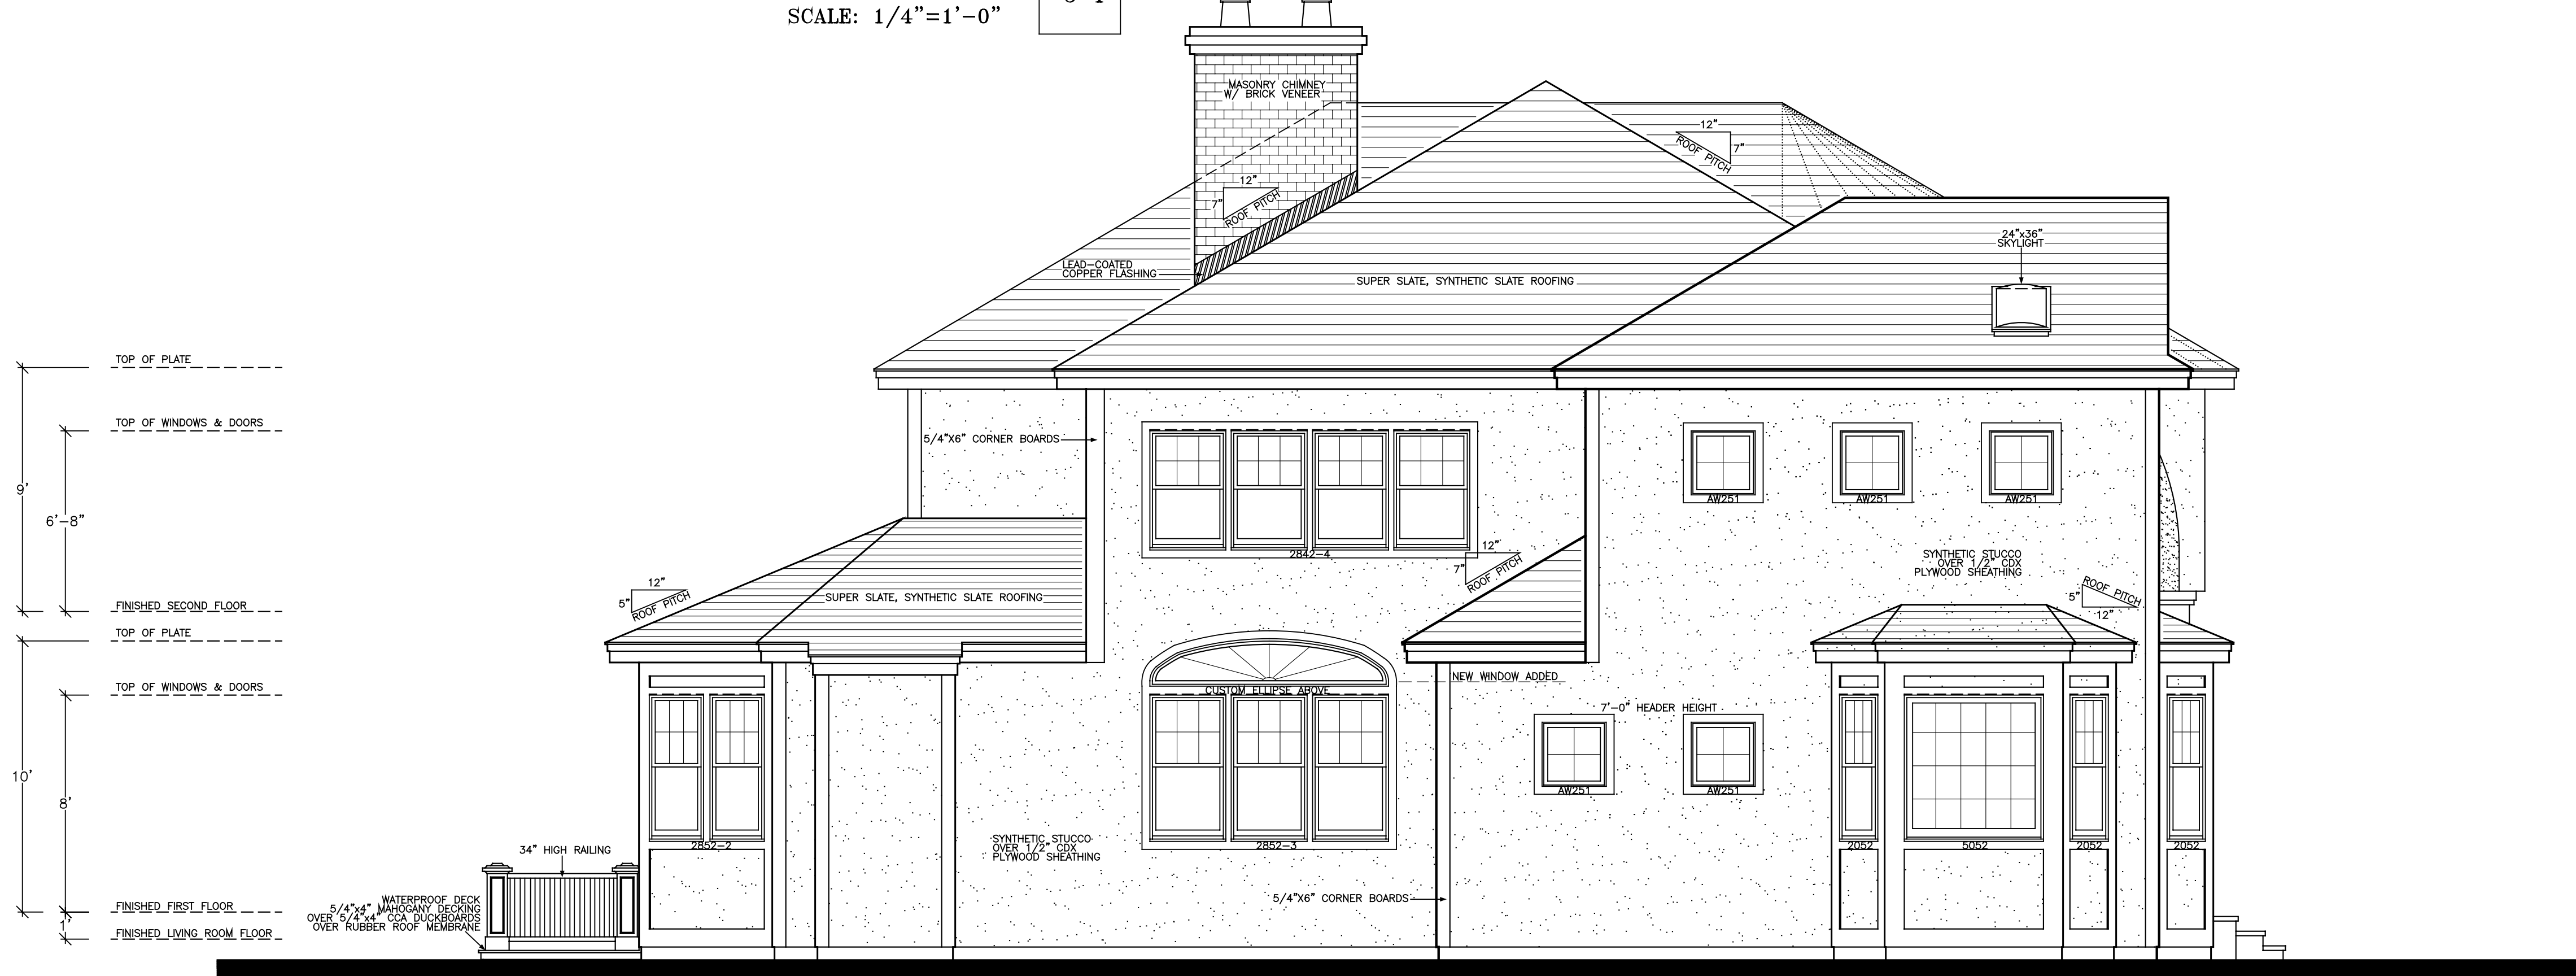 SCALE: 1/4"=1'-0"
MASONRY CHIMNEY
W/ BRICK VENEER
12"
7"
ROOF PITCH
12"
7"
ROOF PITCH
24"x36"
SKYLIGHT
LEAD-COATED
COPPER FLASHING
SUPER SLATE, SYNTHETIC SLATE ROOFING
TOP OF PLATE
TOP OF WINDOWS & DOORS
5/4"X6" CORNER BOARDS
9'
6'-8"
AW251
AW251
AW251
2842-4
12"
7"
ROOF PITCH
SYNTHETIC STUCCO
OVER 1/2" CDX
PLYWOOD SHEATHING
12"
5"
ROOF PITCH
SUPER SLATE, SYNTHETIC SLATE ROOFING
ROOF PITCH
5"
12"
FINISHED SECOND FLOOR
TOP OF PLATE
TOP OF WINDOWS & DOORS
NEW WINDOW ADDED
CUSTOM ELLIPSE ABOVE
7'-0" HEADER HEIGHT
10'
8'
AW251
AW251
2852-2
2852-3
2052
5052
2052
2052
SYNTHETIC STUCCO
OVER 1/2" CDX
PLYWOOD SHEATHING
34" HIGH RAILING
5/4"X6" CORNER BOARDS
WATERPROOF DECK
5/4"x4" MAHOGANY DECKING
OVER 5/4"x4" CCA DUCKBOARDS
OVER RUBBER ROOF MEMBRANE
FINISHED FIRST FLOOR
1'
FINISHED LIVING ROOM FLOOR